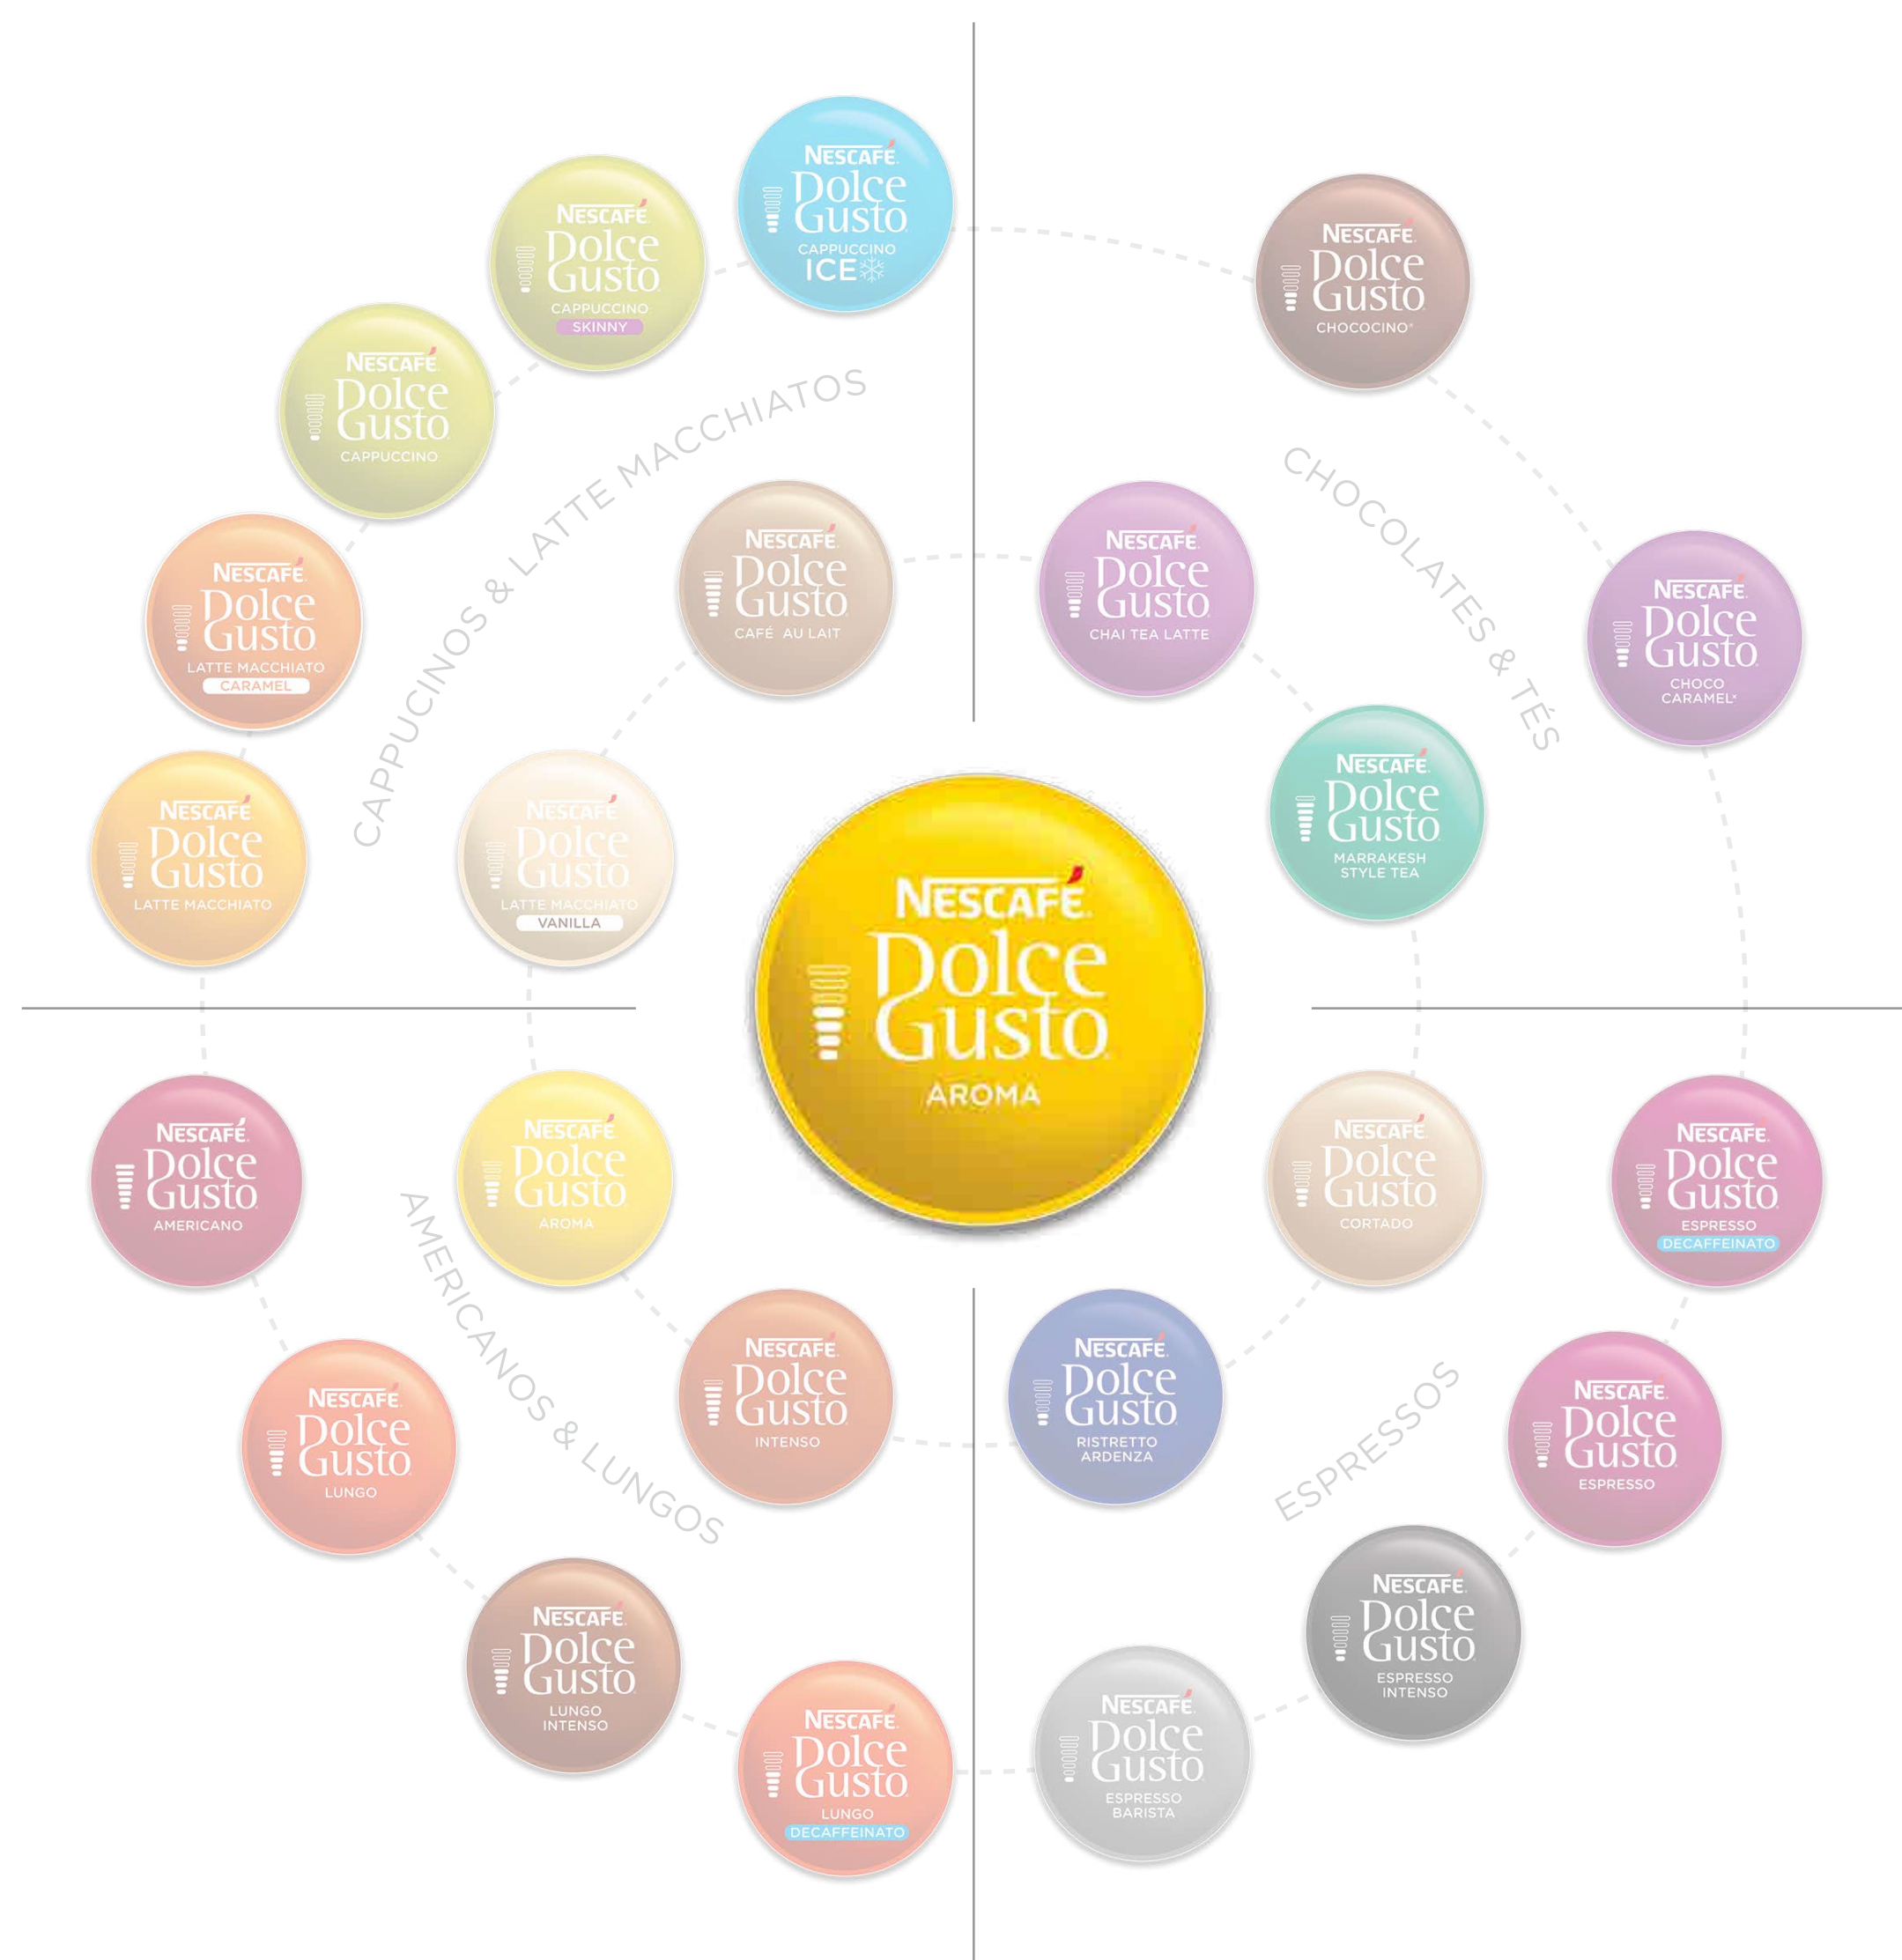 NESCAFÉ
Dolce
Gusto
CAPPUCCINO
ICE
NESCAFÉ
Dolce
Gusto
CAPPUCCINO
SKINNY
NESCAFÉ
Dolce
Gusto
CAPPUCCINO
NESCAFÉ
Dolce
Gusto
LATTE MACCHIATO
CARAMEL
NESCAFÉ
Dolce
Gusto
LATTE MACCHIATO
CAPPUCINOS & LATTE MACCHIATOS
NESCAFÉ
Dolce
Gusto
CAFÉ AU LAIT
NESCAFÉ
Dolce
Gusto
LATTE MACCHIATO
VANILLA
NESCAFÉ
Dolce
Gusto
CHOCOCINO®
CHOCOLATES & TÉS
NESCAFÉ
Dolce
Gusto
CHOCO
CARAMEL*
NESCAFÉ
Dolce
Gusto
CHAI TEA LATTE
NESCAFÉ
Dolce
Gusto
MARRAKESH
STYLE TEA
NESCAFÉ
Dolce
Gusto
AROMA
NESCAFÉ
Dolce
Gusto
AMERICANO
NESCAFÉ
Dolce
Gusto
AROMA
AMERICANOS & LUNGOS
NESCAFÉ
Dolce
Gusto
INTENSO
NESCAFÉ
Dolce
Gusto
LUNGO
NESCAFÉ
Dolce
Gusto
LUNGO
INTENSO
NESCAFÉ
Dolce
Gusto
LUNGO
DECAFFEINATO
NESCAFÉ
Dolce
Gusto
CORTADO
NESCAFÉ
Dolce
Gusto
ESPRESSO
DECAFFEINATO
NESCAFÉ
Dolce
Gusto
RISTRETTO
ARDENZA
ESPRESSOS
NESCAFÉ
Dolce
Gusto
ESPRESSO
NESCAFÉ
Dolce
Gusto
ESPRESSO
INTENSO
NESCAFÉ
Dolce
Gusto
ESPRESSO
BARISTA